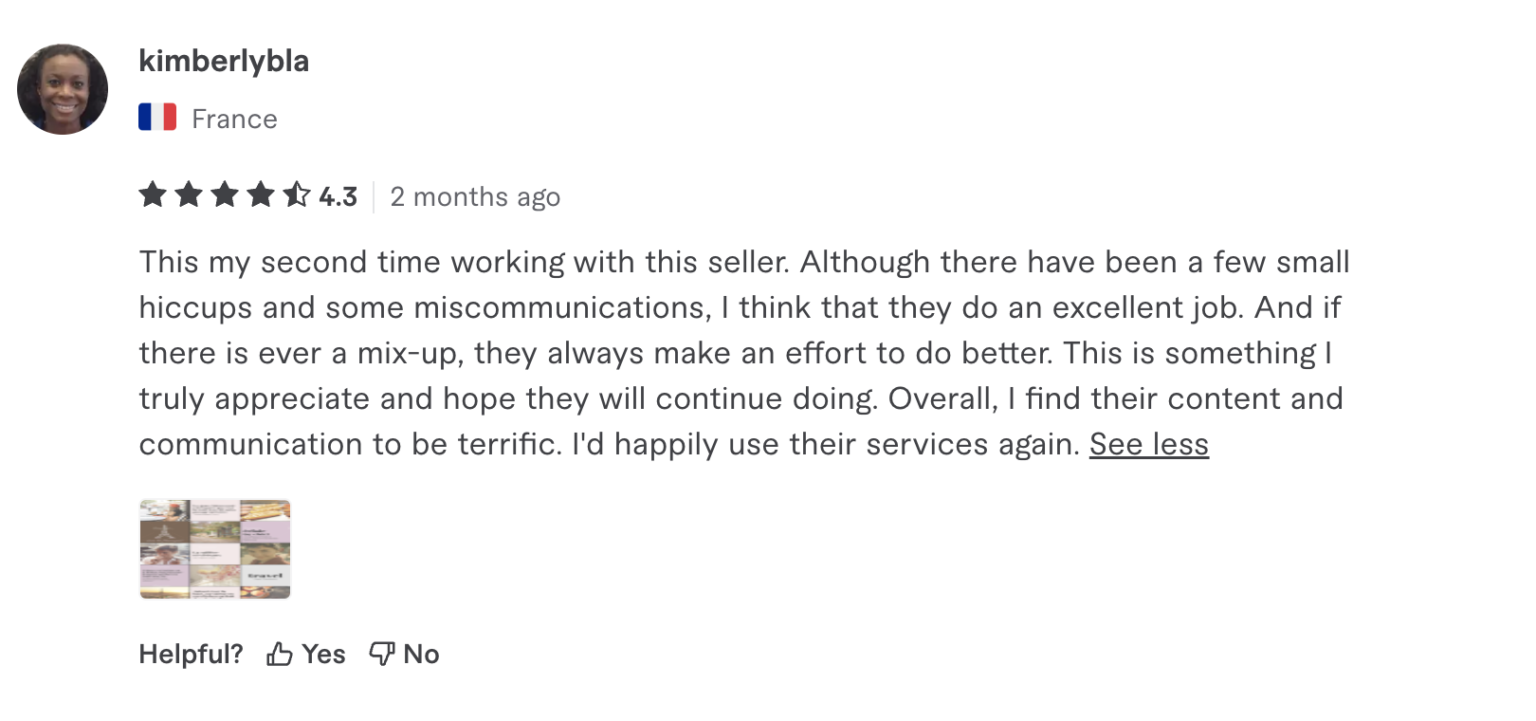 kimberlybla
France
4.3
2 months ago
This my second time working with this seller. Although there have been a few small
hiccups and some miscommunications, I think that they do an excellent job. And if
there is ever a mix-up, they always make an effort to do better. This is something I
truly appreciate and hope they will continue doing. Overall, I find their content and
communication to be terrific. I'd happily use their services again. See less
Helpful? Yes No